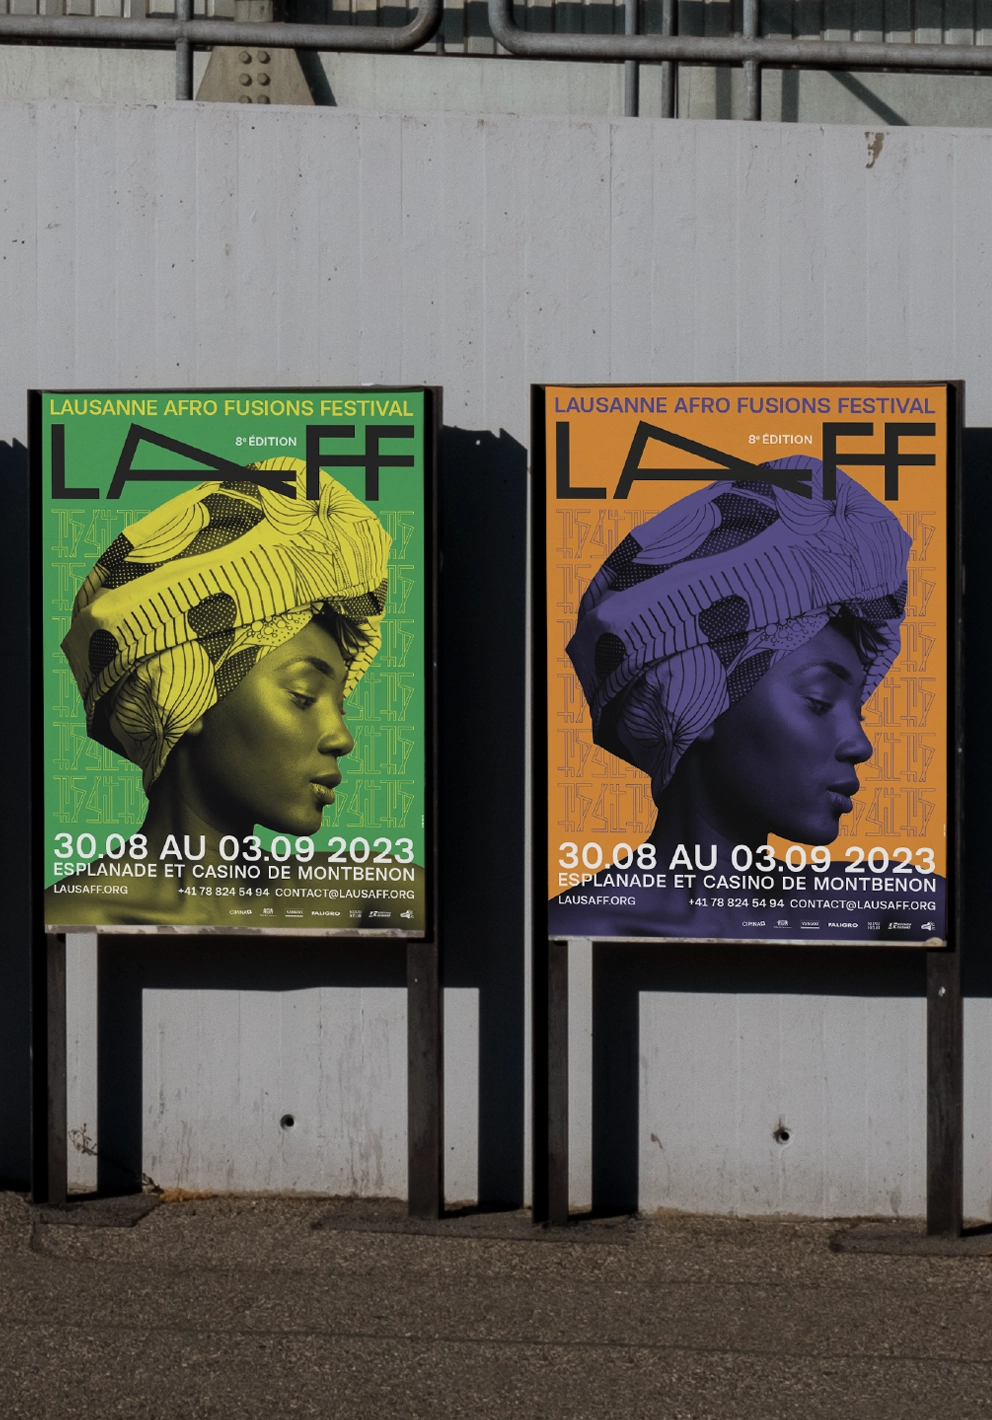 LAUSANNE AFRO FUSIONS FESTIVAL
LAFF
8e ÉDITION
30.08 AU 03.09 2023
ESPLANADE ET CASINO DE MONTBENON
LAUSAFF.ORG +41 78 824 54 94 CONTACT@LAUSAFF.ORG
PALIGRO
LAUSANNE AFRO FUSIONS FESTIVAL
LAFF
8e ÉDITION
30.08 AU 03.09 2023
ESPLANADE ET CASINO DE MONTBENON
LAUSAFF.ORG +41 78 824 54 94 CONTACT@LAUSAFF.ORG
PALIGRO